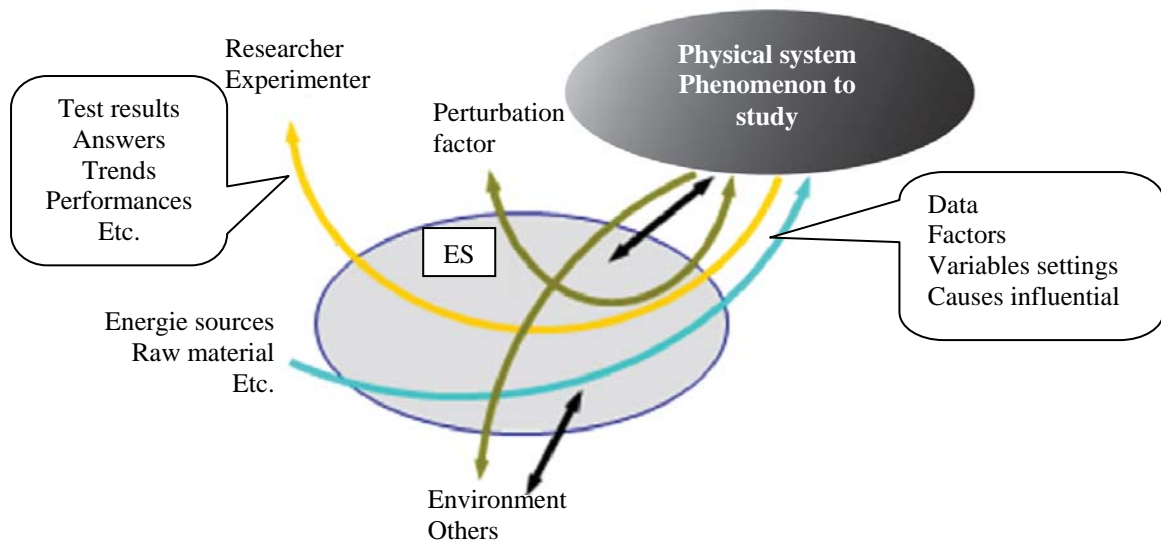 Researcher
Experimenter
Test results
Answers
Trends
Performances
Etc.
Perturbation
factor
Physical system
Phenomenon to
study
ES
Data
Factors
Variables settings
Causes influential
Energie sources
Raw material
Etc.
Environment
Others